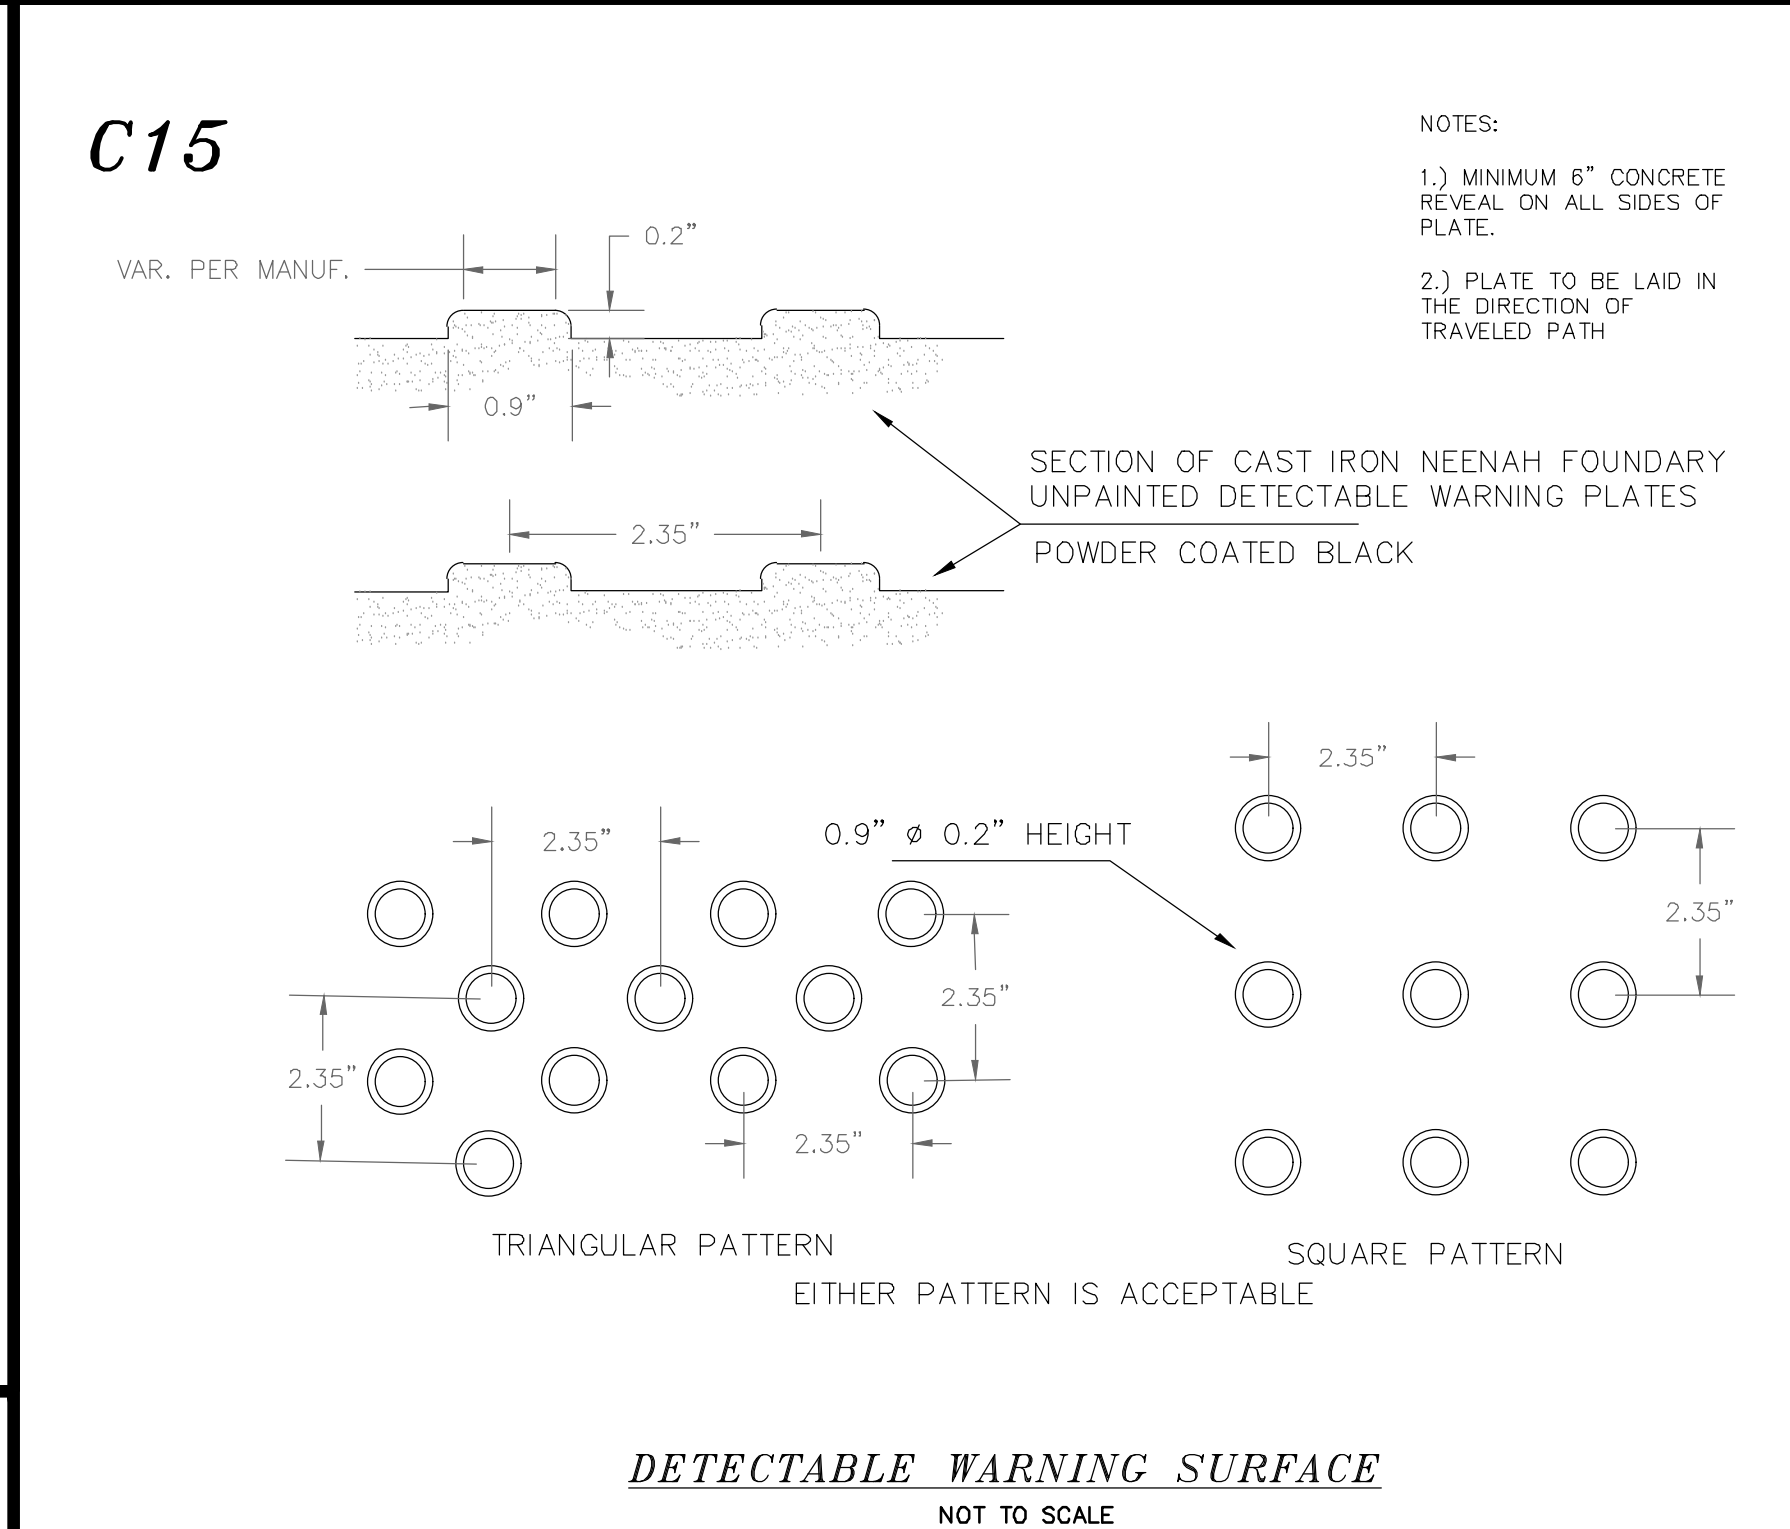 C15
NOTES:
1.) MINIMUM 6" CONCRETE
REVEAL ON ALL SIDES OF
PLATE.
2.) PLATE TO BE LAID IN
THE DIRECTION OF
TRAVELED PATH
0.2"
VAR. PER MANUF.
0.9"
SECTION OF CAST IRON NEENAH FOUNDARY
UNPAINTED DETECTABLE WARNING PLATES
POWDER COATED BLACK
2.35"
2.35"
2.35"
0.9" ø 0.2" HEIGHT
2.35"
2.35"
2.35"
2.35"
TRIANGULAR PATTERN
SQUARE PATTERN
EITHER PATTERN IS ACCEPTABLE
DETECTABLE WARNING SURFACE
NOT TO SCALE